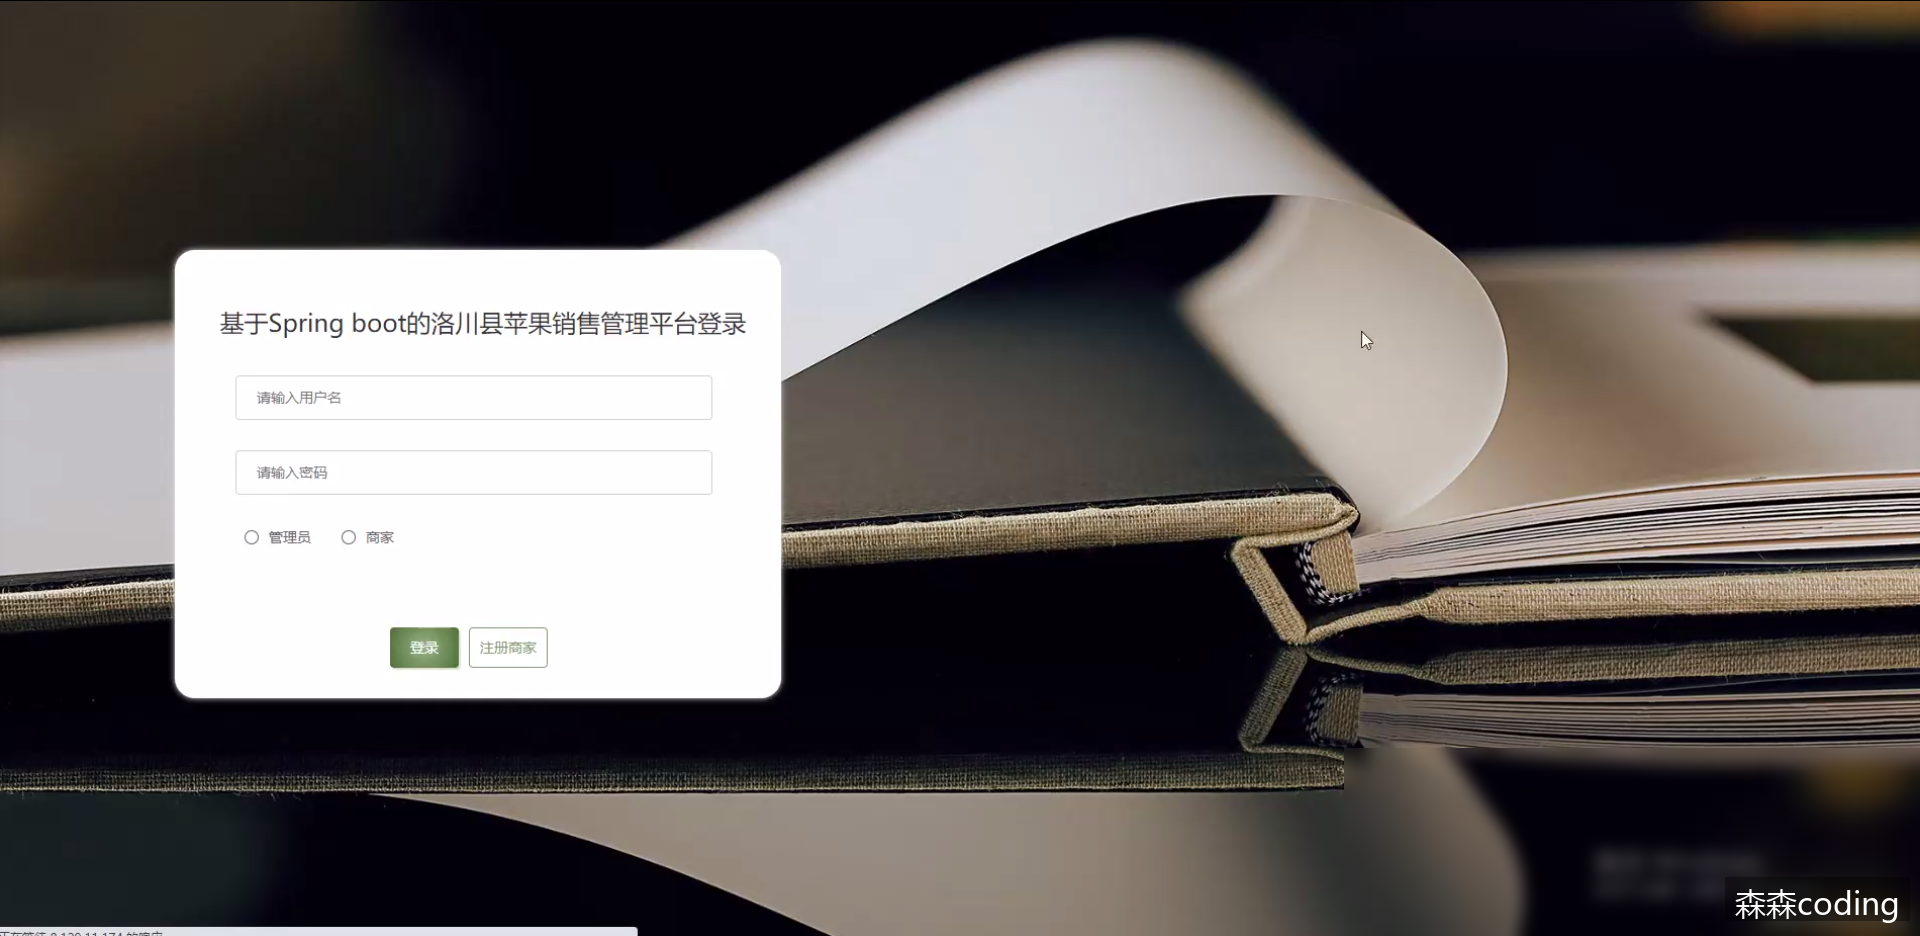 基于Spring boot的洛川县苹果销售管理平台登录
请输入用户名
请输入密码
管理员 商家
登录 注册商家
森森coding